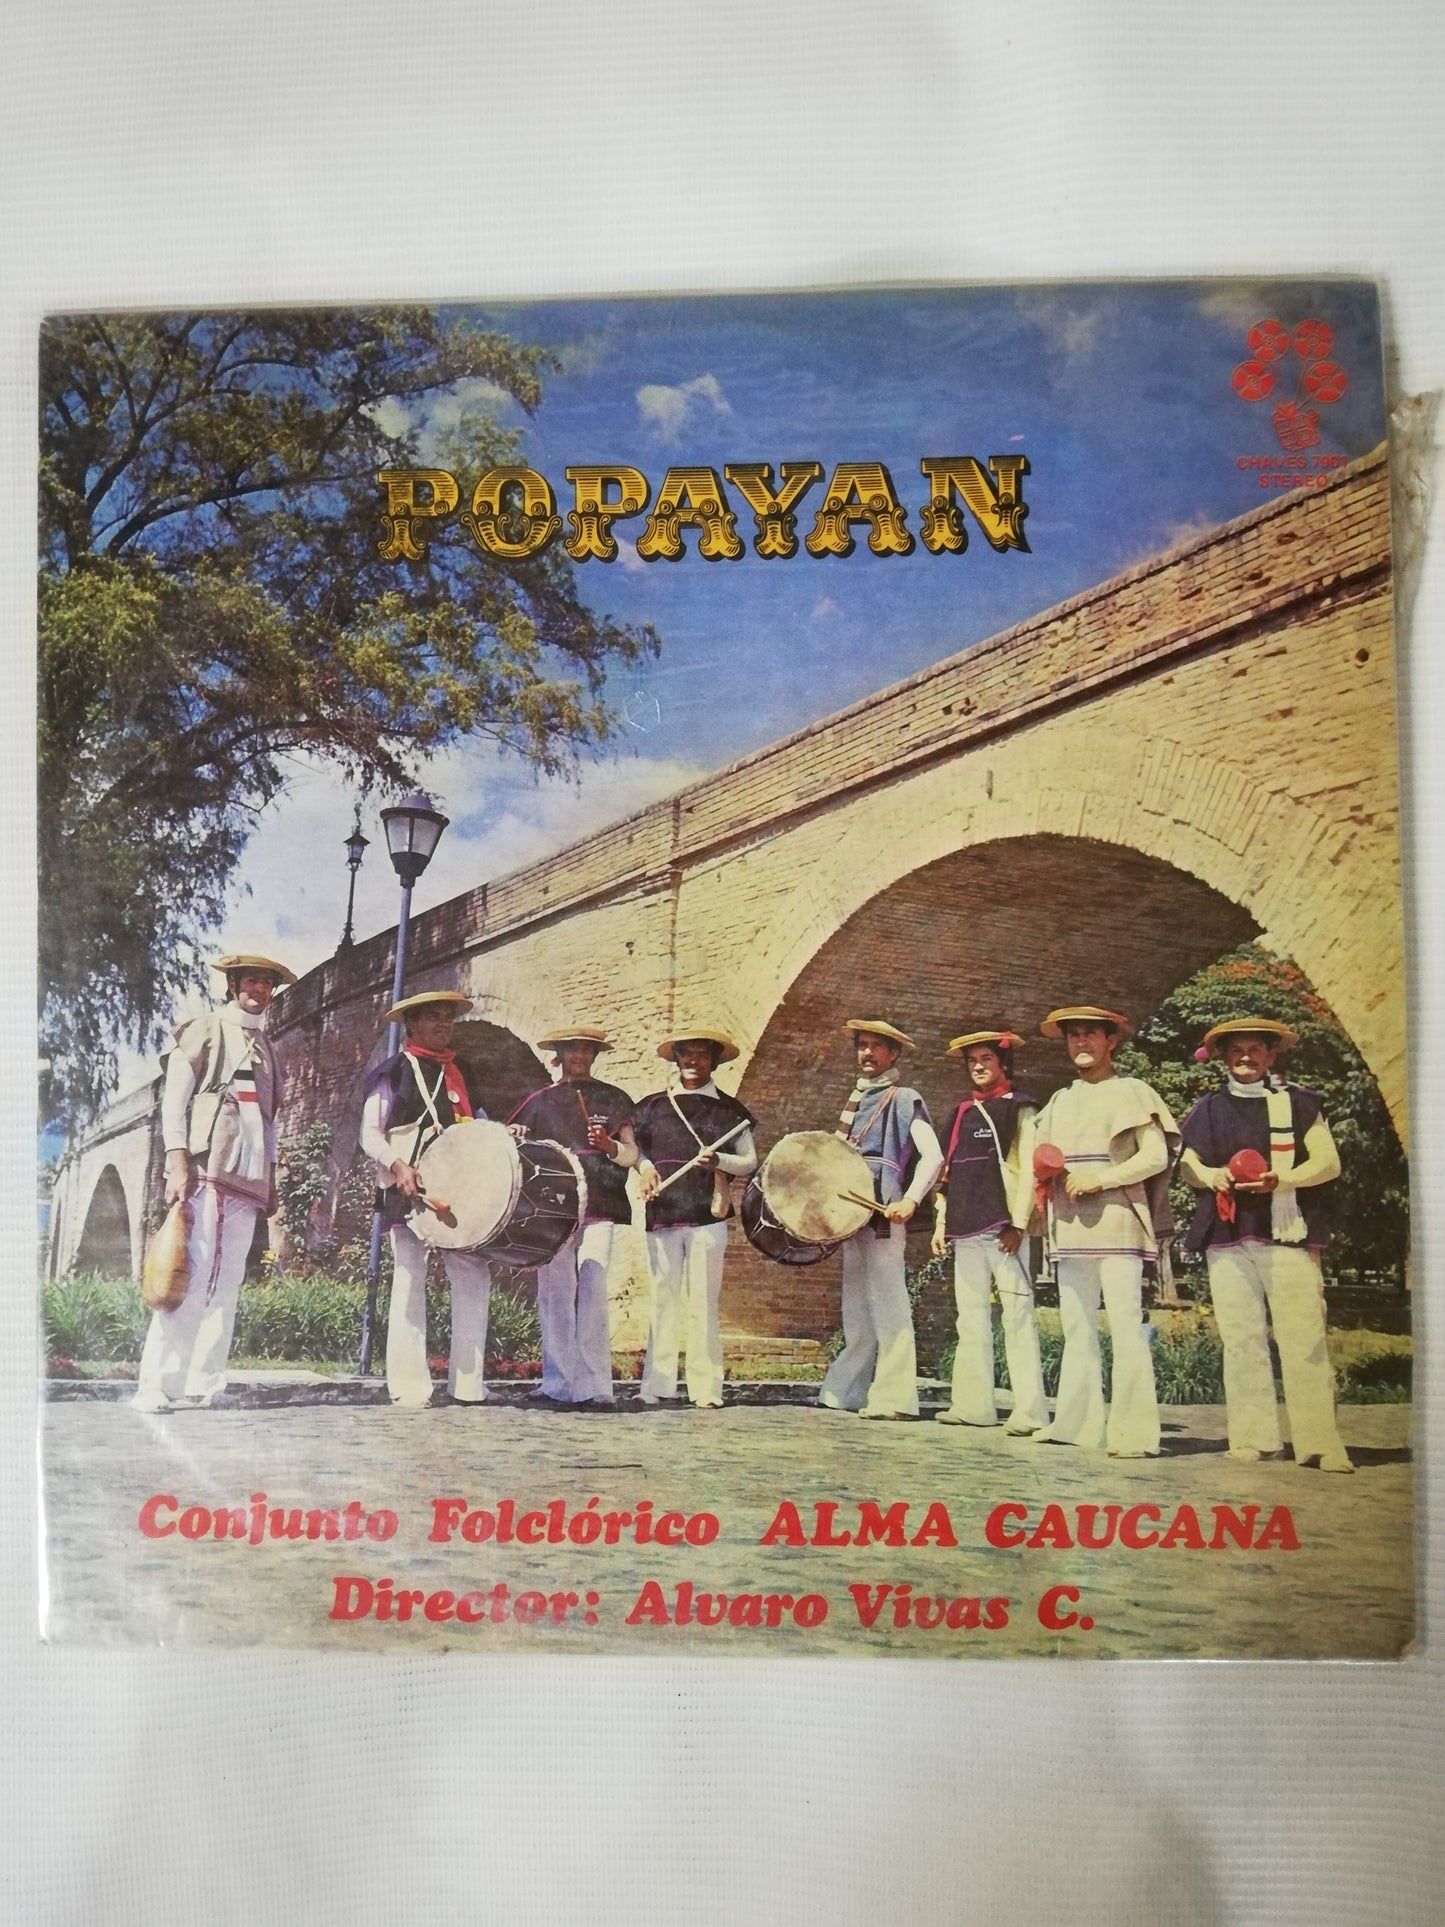 POPAYAN
CHAVES 7901
STEREO
Conjunto Folclórico ALMA CAUCANA
Director: Alvaro Vivas C.